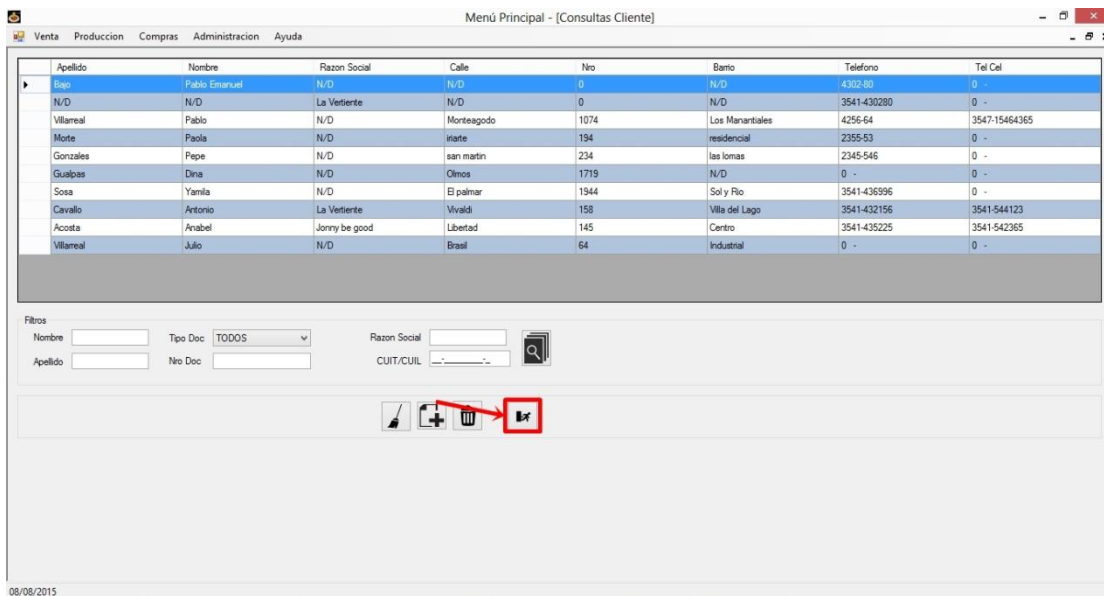 Menú Principal - [Consultas Cliente]
Venta Produccion Compras Administracion Ayuda
Apellido Nombre Razon Social Calle Nro Barrio Telefono Tel Cel
Bajo Pablo Emanuel N/D N/D 0 N/D 4302-80 0 -
N/D N/D La Vertiente N/D 0 N/D 3541-430280 0 -
Villarreal Pablo N/D Monteagodo 1074 Los Manantiales 4256-64 3547-15464365
Morte Paola N/D iriarte 194 residencial 2355-53 0 -
Gonzales Pepe N/D san martin 234 las lomas 2345-546 0 -
Gualpas Dina N/D Olmos 1719 N/D 0 - 0 -
Sosa Yamila N/D El palmar 1944 Sol y Rio 3541-436996 0 -
Cavallo Antonio La Vertiente Vivaldi 158 Villa del Lago 3541-432156 3541-544123
Acosta Anabel Jonny be good Libertad 145 Centro 3541-435225 3541-542365
Villarreal Julio N/D Brasil 64 Industrial 0 - 0 -
Filtros
Nombre Tipo Doc TODOS Razon Social
Apellido Nro Doc CUIT/CUIL __-________-_
08/08/2015